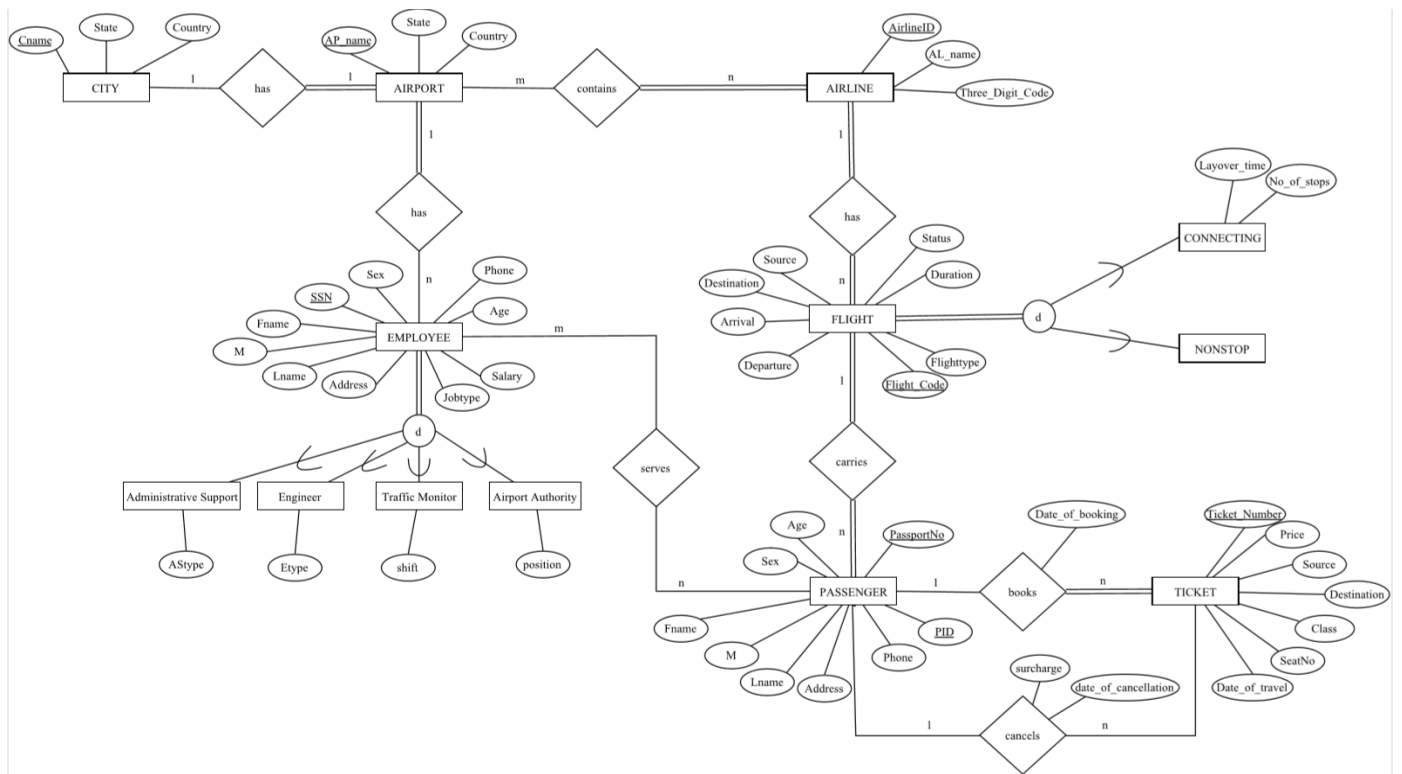 Cname
State
Country
AP_name
State
Country
AirlineID
AL_name
Three_Digit_Code
CITY
1
has
1
AIRPORT
m
contains
n
AIRLINE
1
1
has
has
n
n
Layover_time
No_of_stops
CONNECTING
NONSTOP
d
Source
Status
Destination
Duration
Arrival
FLIGHT
Departure
Flighttype
Flight_Code
1
Sex
Phone
SSN
Age
Fname
EMPLOYEE
m
M
Lname
Address
Salary
Jobtype
d
serves
carries
n
n
Administrative Support
Engineer
Traffic Monitor
Airport Authority
AStype
Etype
shift
position
Age
PassportNo
Sex
PASSENGER
Fname
M
Lname
Address
Phone
PID
1
books
n
Date_of_booking
Ticket_Number
Price
Source
TICKET
Destination
Class
SeatNo
Date_of_travel
surcharge
date_of_cancellation
1
cancels
n